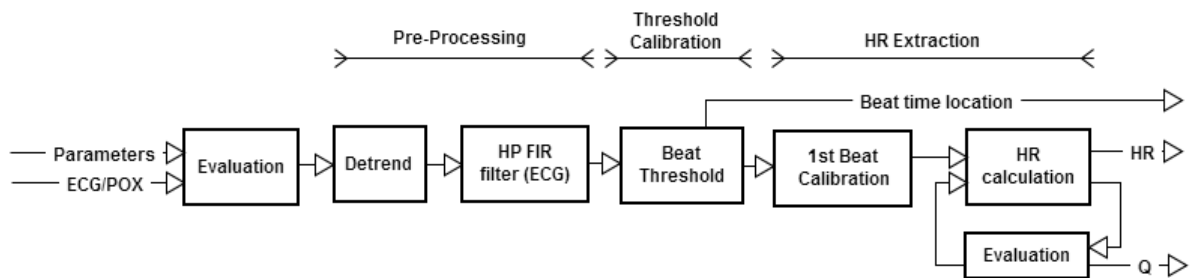 Threshold
Pre-Processing
Calibration
HR Extraction
Beat time location
Parameters
ECG/POX
Evaluation
Detrend
HP FIR
filter (ECG)
Beat
Threshold
1st Beat
Calibration
HR
calculation
HR
Evaluation
Q